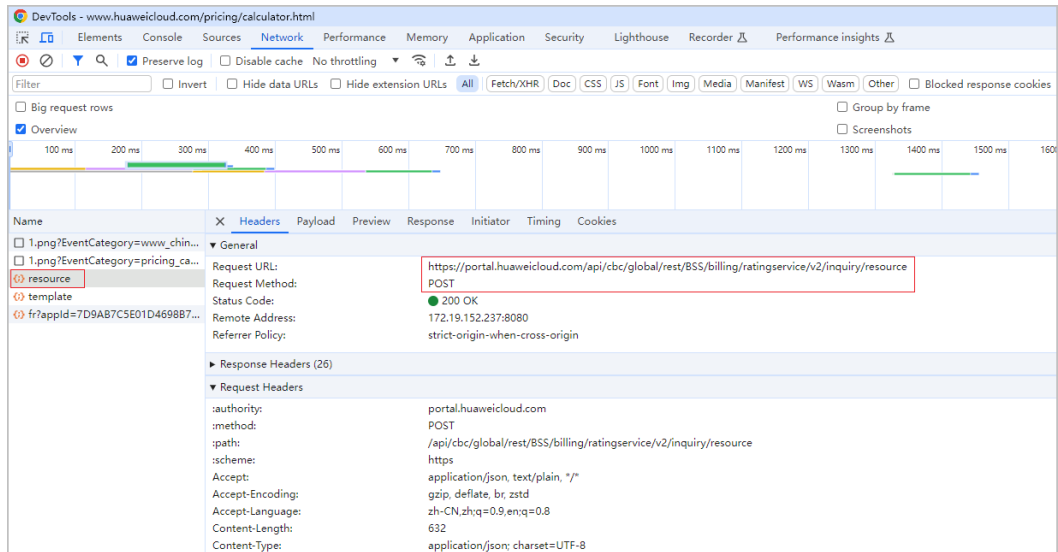 DevTools - www.huaweicloud.com/pricing/calculator.html
Elements Console Sources Network Performance Memory Application Security Lighthouse Recorder Performance insights
Preserve log Disable cache No throttling
Filter Invert Hide data URLs Hide extension URLs All Fetch/XHR Doc CSS JS Font Img Media Manifest WS Wasm Other Blocked response cookies
Big request rows Group by frame
Overview Screenshots
100 ms 200 ms 300 ms 400 ms 500 ms 600 ms 700 ms 800 ms 900 ms 1000 ms 1100 ms 1200 ms 1300 ms 1400 ms 1500 ms 160
Name Headers Payload Preview Response Initiator Timing Cookies
1.png?EventCategory=www_chin... General
1.png?EventCategory=pricing_ca... Request URL: https://portal.huaweicloud.com/api/cbc/global/rest/BSS/billing/ratingservice/v2/inquiry/resource
resource Request Method: POST
template Status Code: 200 OK
fr?appId=7D9AB7C5E01D4698B7... Remote Address: 172.19.152.237:8080
Referrer Policy: strict-origin-when-cross-origin
Response Headers (26)
Request Headers
:authority: portal.huaweicloud.com
:method: POST
:path: /api/cbc/global/rest/BSS/billing/ratingservice/v2/inquiry/resource
:scheme: https
Accept: application/json, text/plain, */*
Accept-Encoding: gzip, deflate, br, zstd
Accept-Language: zh-CN,zh;q=0.9,en;q=0.8
Content-Length: 632
Content-Type: application/json; charset=UTF-8